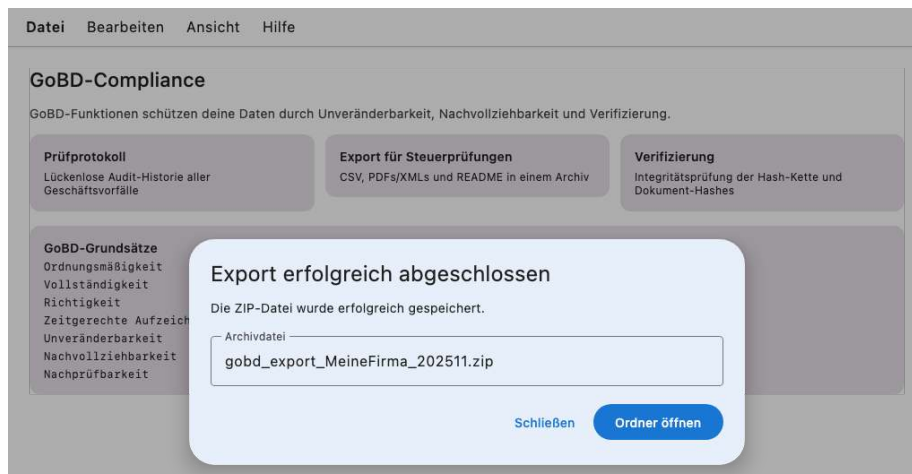 Datei Bearbeiten Ansicht Hilfe
GoBD-Compliance
GoBD-Funktionen schützen deine Daten durch Unveränderbarkeit, Nachvollziehbarkeit und Verifizierung.
Prüfprotokoll
Lückenlose Audit-Historie aller
Geschäftsvorfälle
Export für Steuerprüfungen
CSV, PDFs/XMLs und README in einem Archiv
Verifizierung
Integritätsprüfung der Hash-Kette und
Dokument-Hashes
GoBD-Grundsätze
Ordnungsmäßigkeit
Vollständigkeit
Richtigkeit
Zeitgerechte Aufzeich
Unveränderbarkeit
Nachvollziehbarkeit
Nachprüfbarkeit
Export erfolgreich abgeschlossen
Die ZIP-Datei wurde erfolgreich gespeichert.
Archivdatei
gobd_export_MeineFirma_202511.zip
Schließen Ordner öffnen